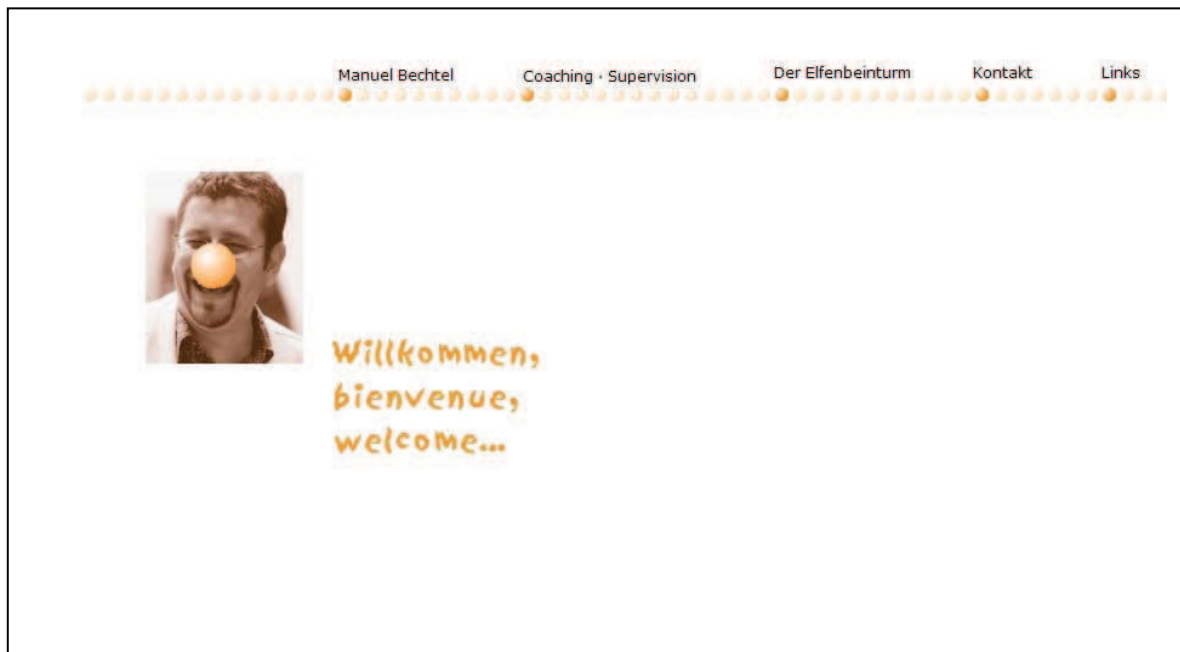 Manuel Bechtel Coaching · Supervision Der Elfenbeinturm Kontakt Links
Willkommen,
bienvenue,
welcome...